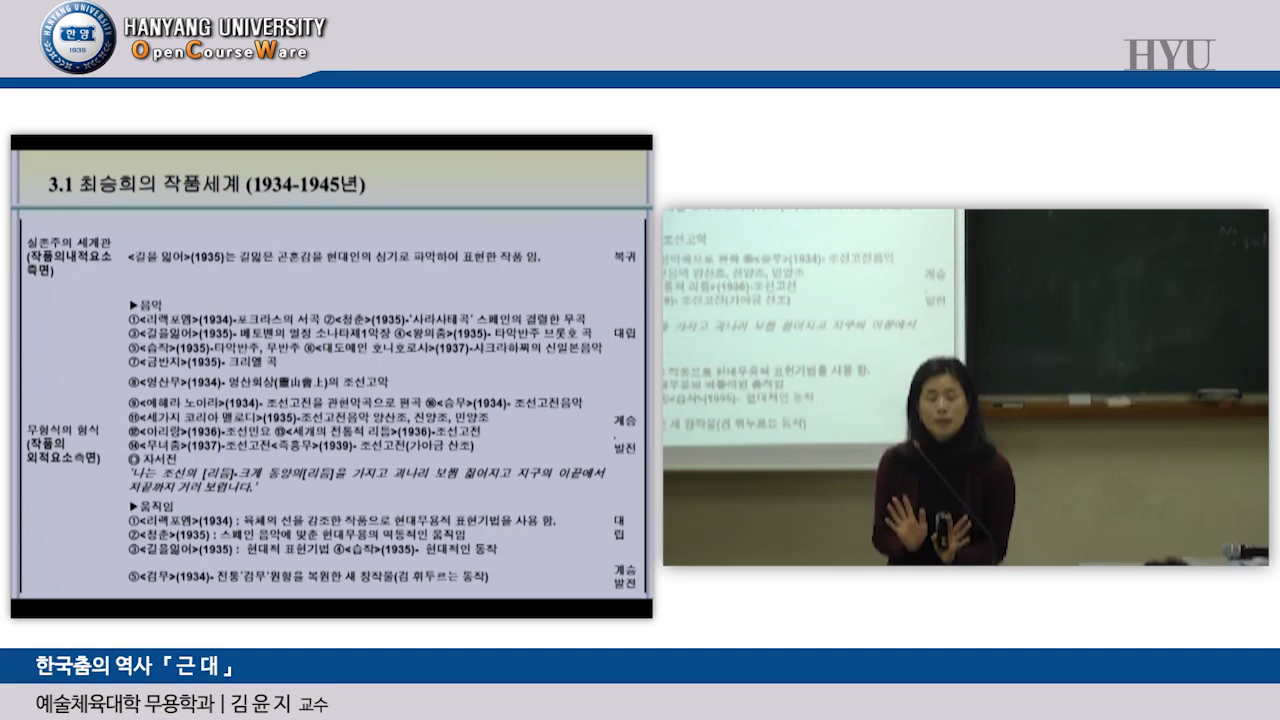 HANYANG UNIVERSITY
OpenCourseWare
HANYANG UNIVERSITY
한양
1939
HYU
3.1 최승희의 작품세계 (1934-1945년)
실존주의 세계관
(작품의내적요소
측면)
<길을 잃어>(1935)는 길잃은 곤혼감을 현대인의 심기로 파악하여 표현한 작품 임.
복귀
▶음악
①<리랙포엠>(1934)-포크라스의 서곡 ②<청춘>(1935)-'사라사테곡' 스페인의 걸렬한 무곡
③<길을잃어>(1935)- 베토벤의 열정 소나타제1악장 ④<왕의춤>(1935)- 타악반주 브롯호 곡
대립
⑤<습작>(1935)-타악반주, 무반주 ⑥<대도예인 호니호로사>(1937)-사크라하찌의 신일본음악
⑦<금반지>(1935)- 크리엘 곡
⑧<영산무>(1934)- 영산회상(靈山會上)의 조선고악
⑨<에헤라 노아라>(1934)- 조선고전을 관현악곡으로 편곡 ⑩<승무>(1934)- 조선고전음악
⑪<세가지 코리아 멜로디>(1935)-조선고전음악 양산조, 진양조, 민양조
계승
⑫<아리랑>(1936)-조선민요 ⑬<세개의 전통적 리듬>(1936)-조선고전
.
⑭<무녀춤>(1937)-조선고전<즉흥무>(1939)- 조선고전(가아금 산조)
발전
무형식의 형식
(작품의
외적요소측면)
◎ 자서전
'나는 조선의 [리듬]-크게 동양의[리듬]을 가지고 괴나리 보쨈 짊어지고 지구의 이끝에서
저끝까지 거러 보렵니다.'
▶움직임
①<리랙포엠>(1934) : 육체의 선을 강조한 작품으로 현대무용적 표현기법을 사용 함.
대
②<청춘>(1935) : 스페인 음악에 맞춘 현대무용의 역동적인 움직임
립
③<길을잃어>(1935) : 현대적 표현기법 ④<습작>(1935)- 현대적인 동작
⑤<검무>(1934)- 전통'검무'원형을 복원한 새 창작물(검 휘두르는 동작)
계승
발전
한국춤의 역사 「근 대」
예술체육대학 무용학과 | 김 윤 지 교수